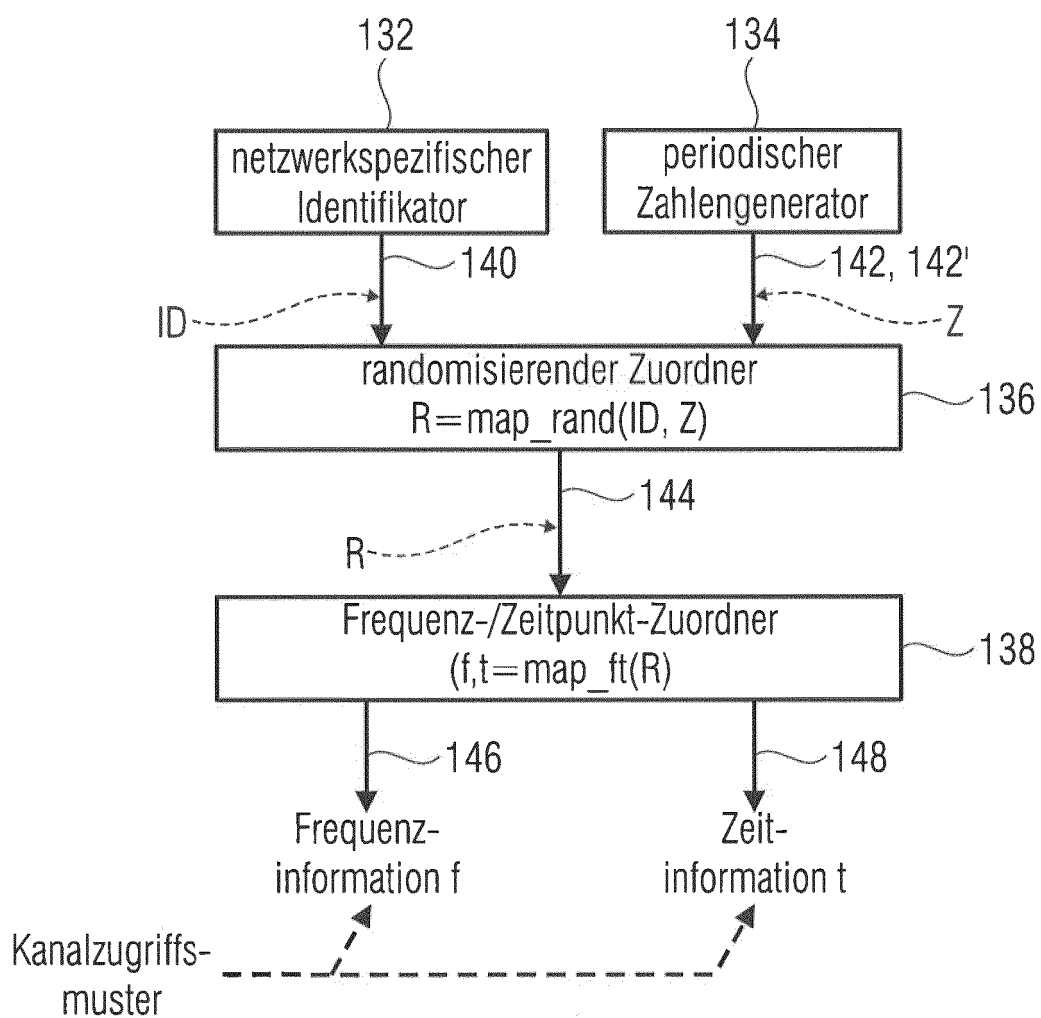 132
134
netzwerkspezifischer
Identifikator
periodischer
Zahlengenerator
140
142, 142'
ID
Z
randomisierender Zuordner
R=map_rand(ID, Z)
136
144
R
Frequenz-/Zeitpunkt-Zuordner
(f,t=map_ft(R)
138
146
148
Frequenz-
information f
Zeit-
information t
Kanalzugriffs-
muster